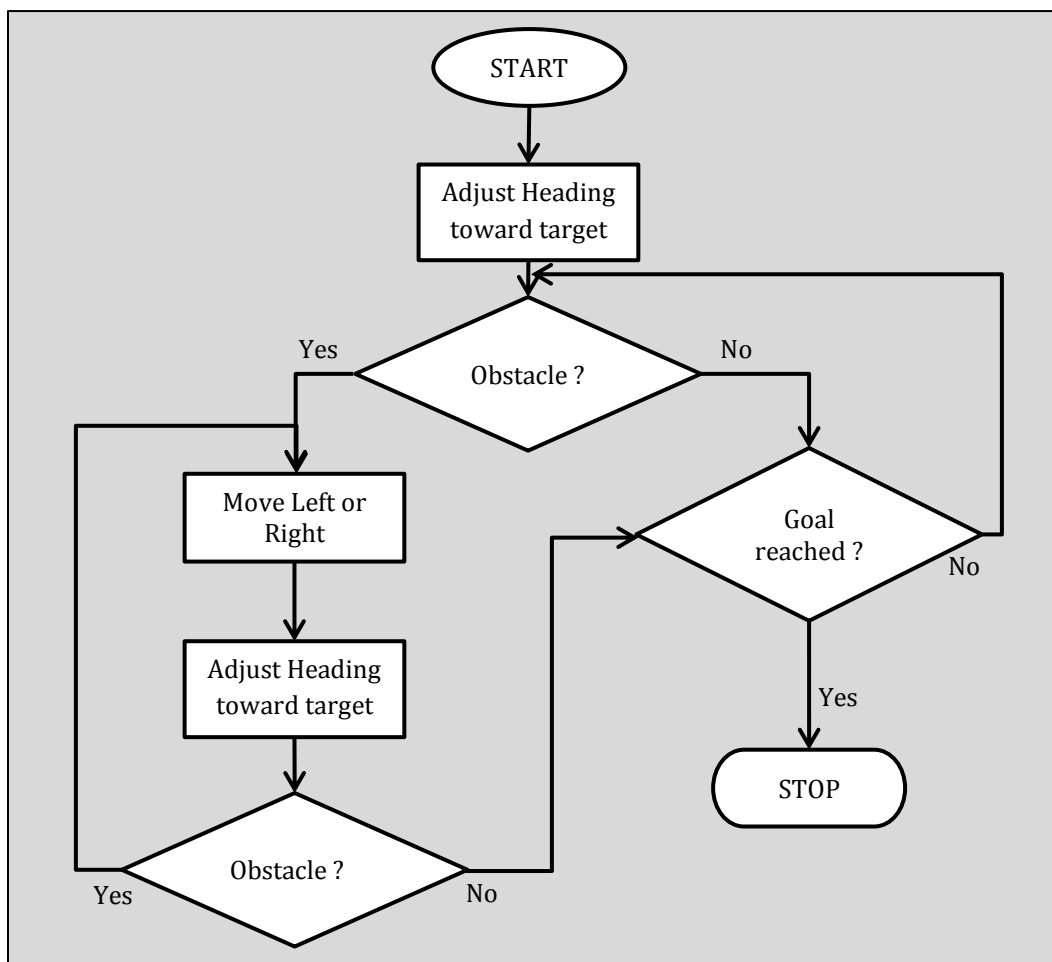 START
Adjust Heading
toward target
Yes
No
Obstacle ?
Move Left or
Right
Goal
reached ?
No
Adjust Heading
toward target
Yes
STOP
Obstacle ?
Yes
No